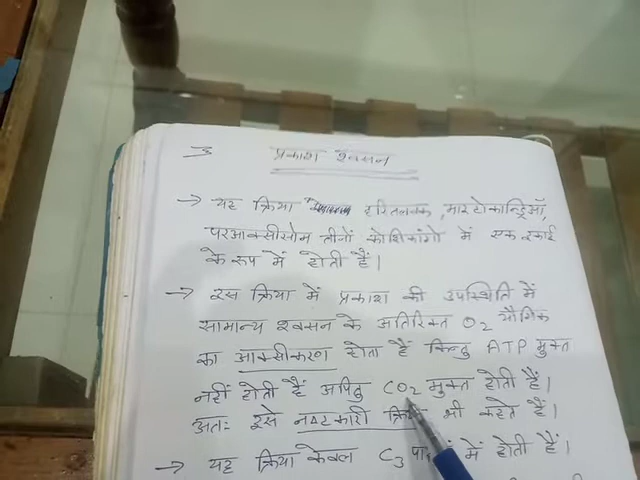 प्रकाश श्वसन
→ यह क्रिया हरितलवक, माइटोकान्ड्रिया,
परआक्सीसोम तीनों कोशिकांगो में एक इकाई
के रूप में होती है।
→ इस क्रिया में प्रकाश की उपस्थिति में
सामान्य श्वसन के अतिरिक्त O₂ यौगिक
का आक्सीकरण होता है किन्तु ATP मुक्त
नहीं होती है अपितु CO₂ मुक्त होती है।
अतः इसे नष्टकारी भी कहते है।
→ यह क्रिया केवल C₃ में होती है।